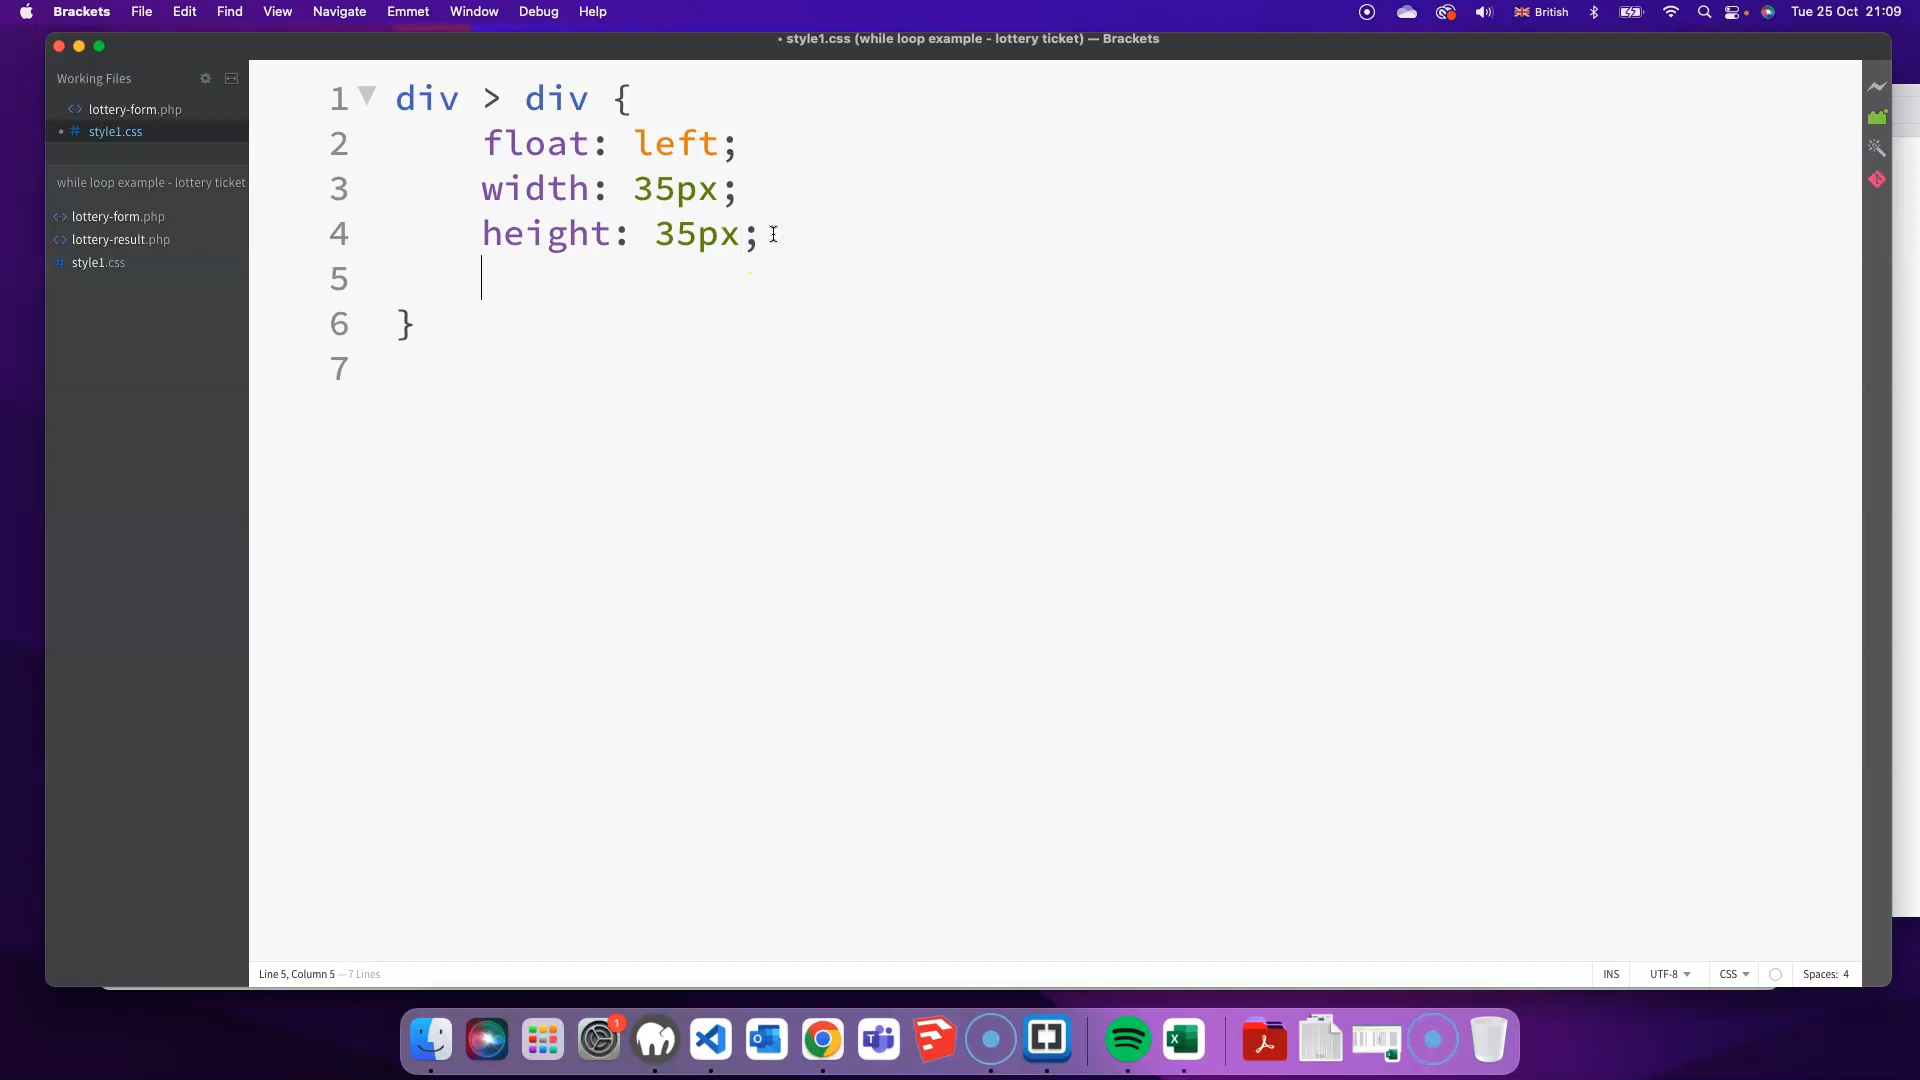 Brackets File Edit Find View Navigate Emmet Window Debug Help British Tue 25 Oct 21:09
• style1.css (while loop example - lottery ticket) — Brackets
Working Files
lottery-form.php
style1.css
while loop example - lottery ticket
lottery-form.php
lottery-result.php
style1.css
1 div > div {
2 float: left;
3 width: 35px;
4 height: 35px;
5
6 }
7
Line 5, Column 5 — 7 Lines
INS UTF-8 CSS Spaces: 4
1